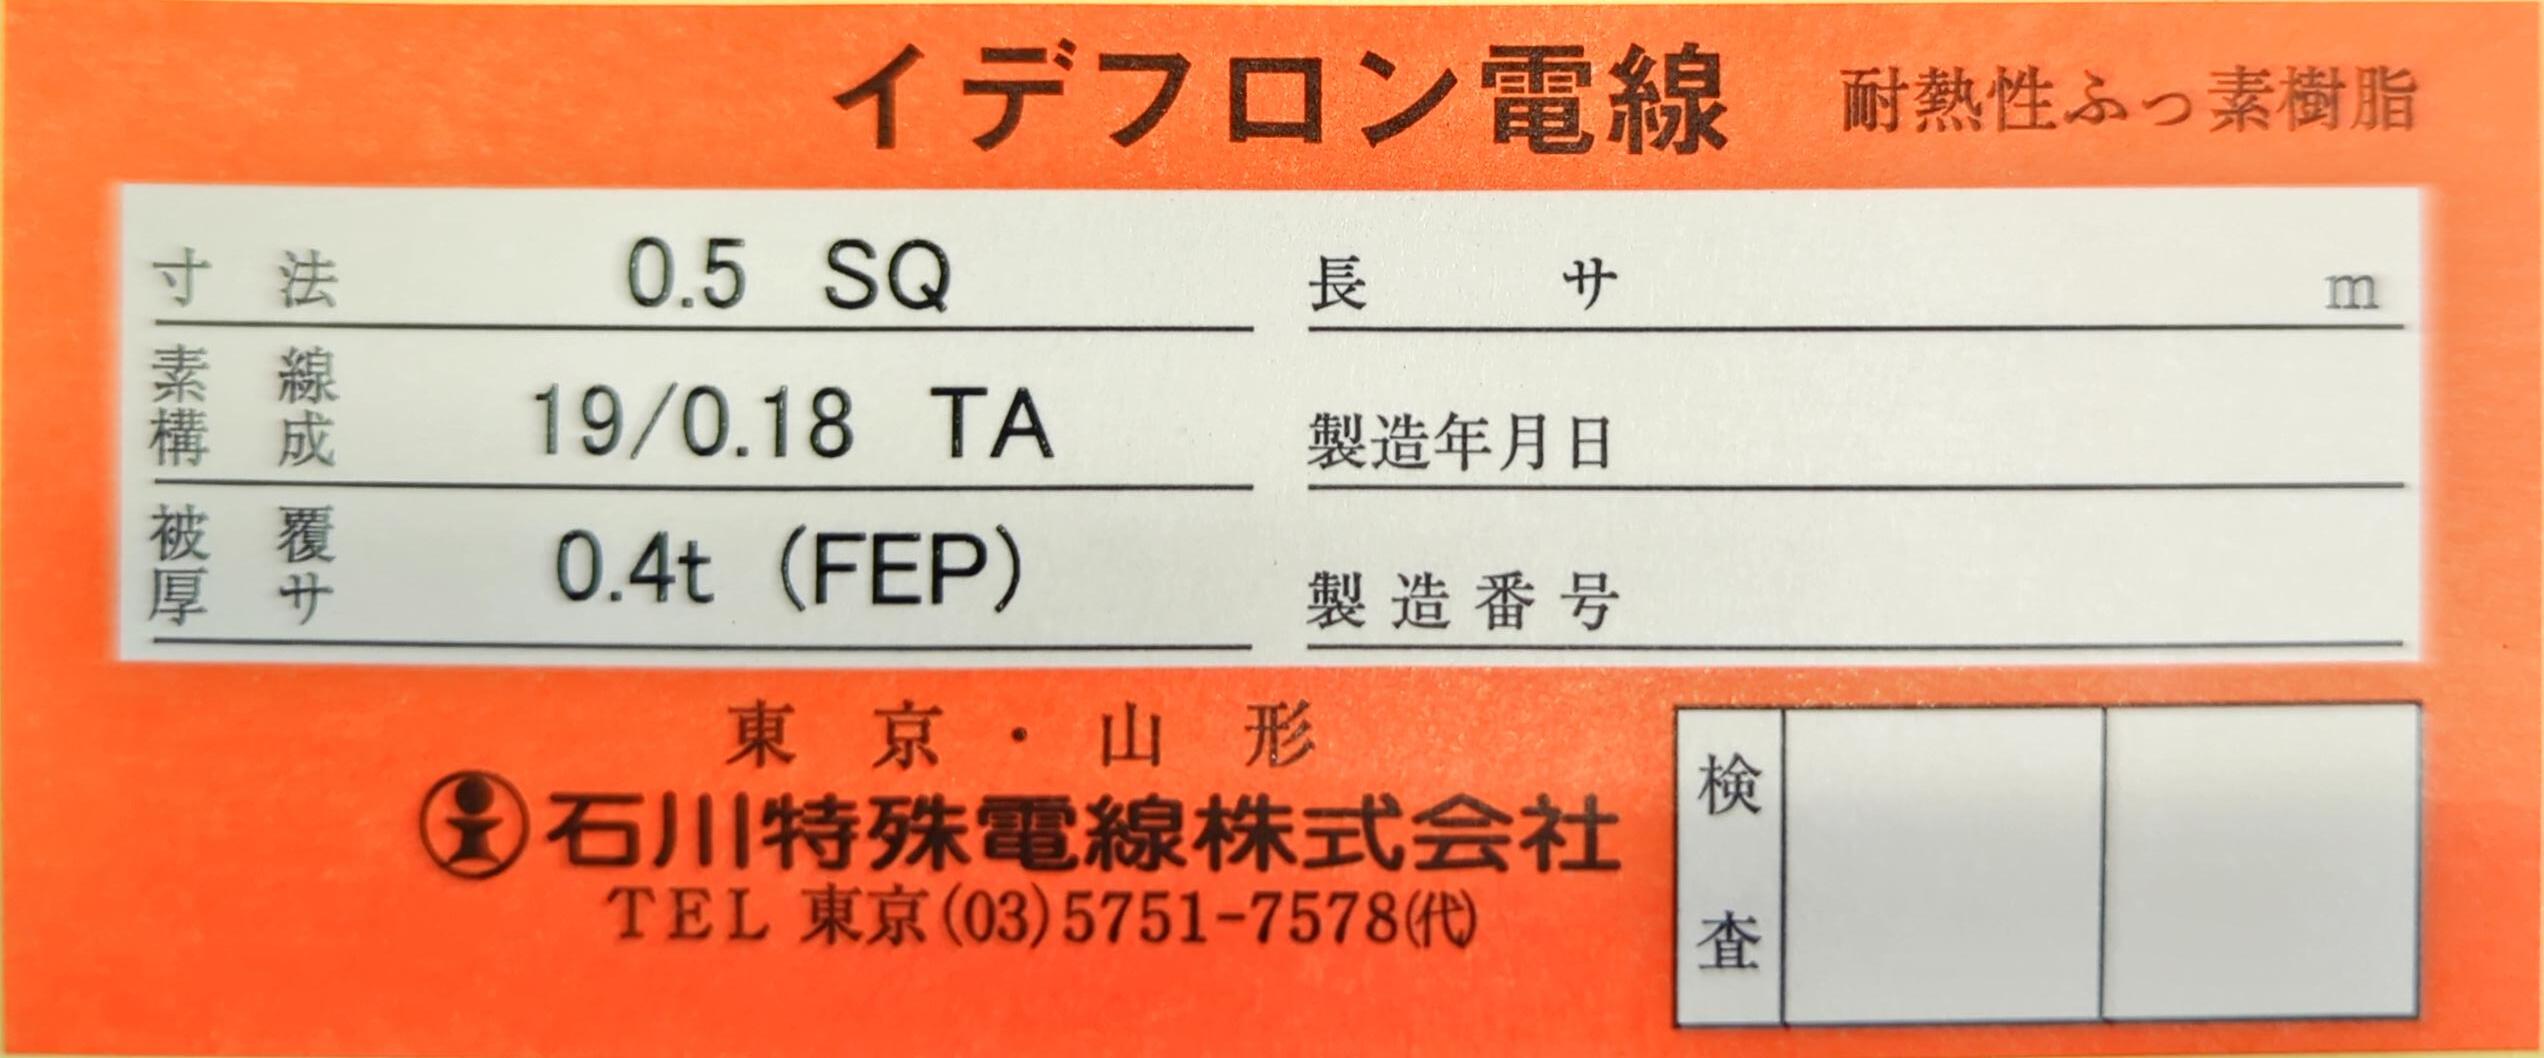 イデフロン電線 耐熱性ふっ素樹脂
寸法 0.5 SQ
長サ m
素線構成 19/0.18 TA
製造年月日
被覆厚サ 0.4t (FEP)
製造番号
東京・山形
石川特殊電線株式会社
TEL 東京(03)5751-7578(代)
検査